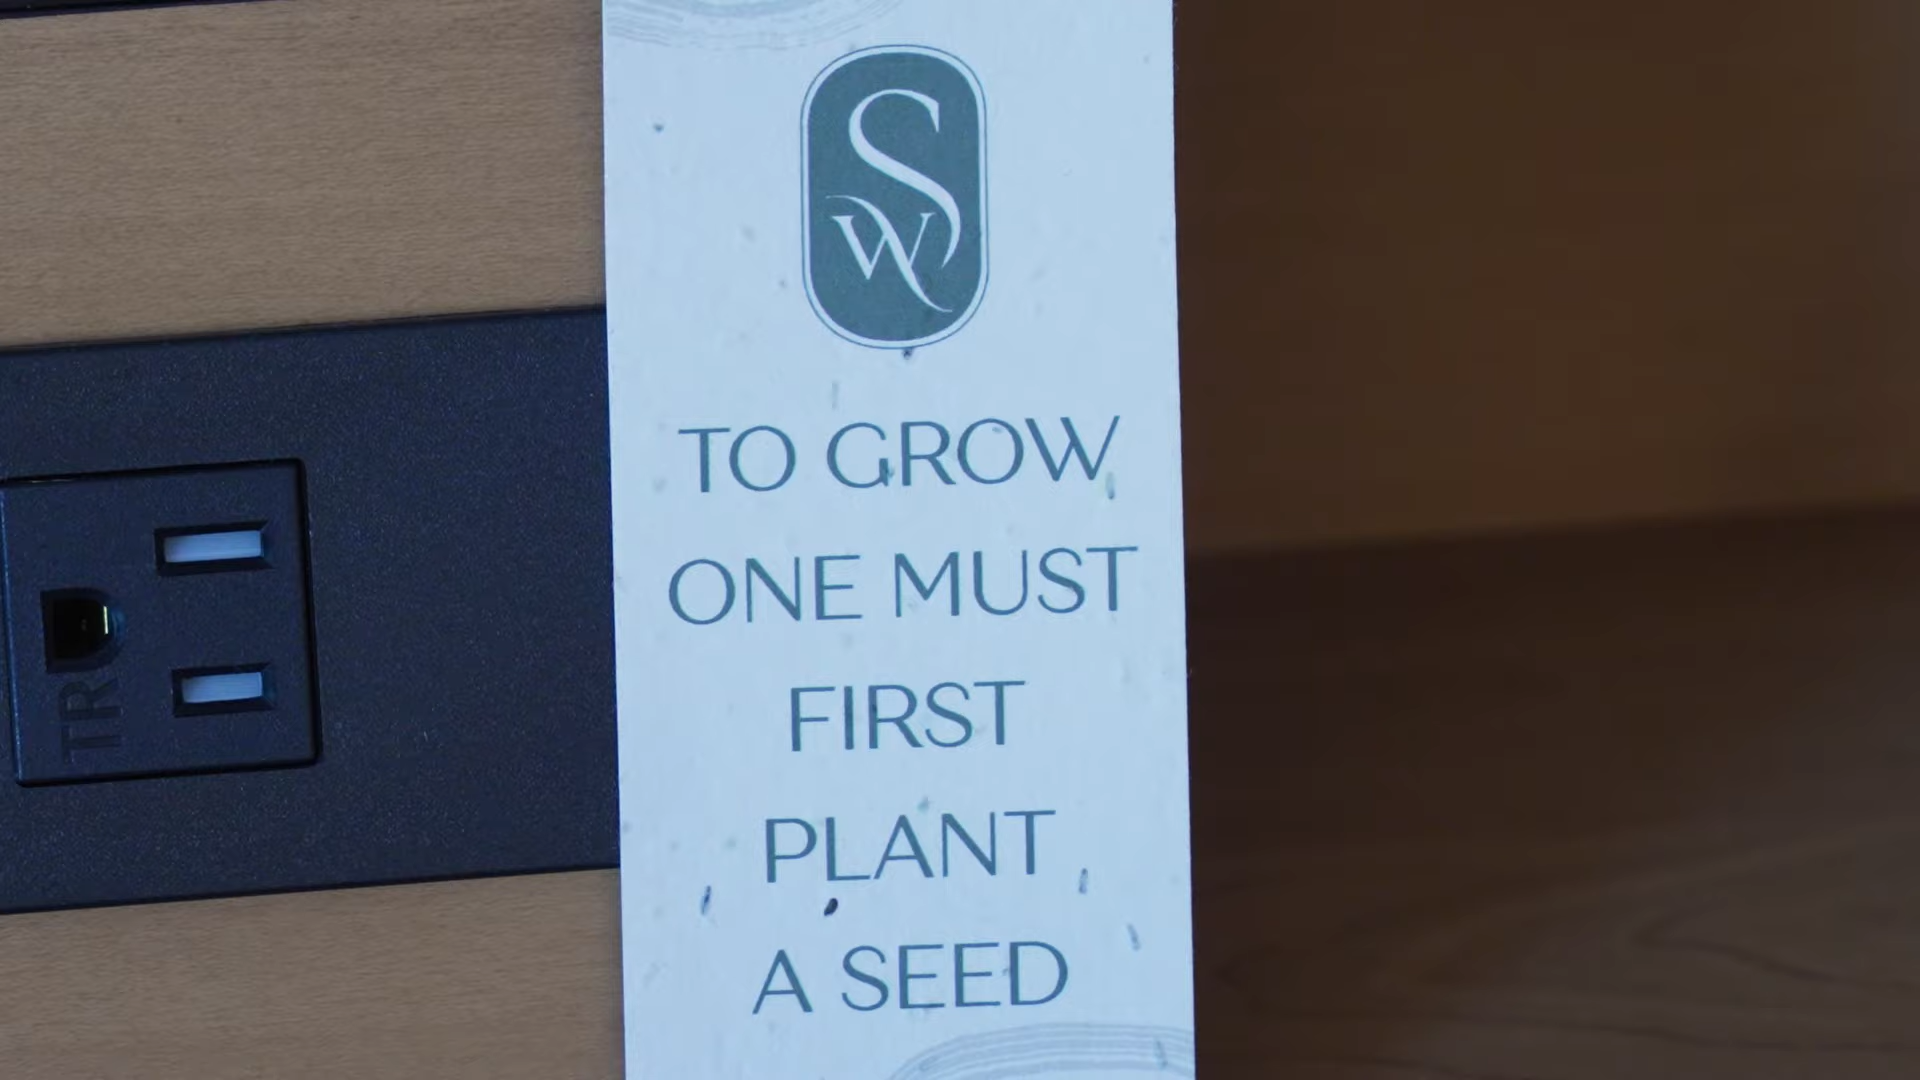 SW
TO GROW
ONE MUST
FIRST
PLANT
A SEED
TR